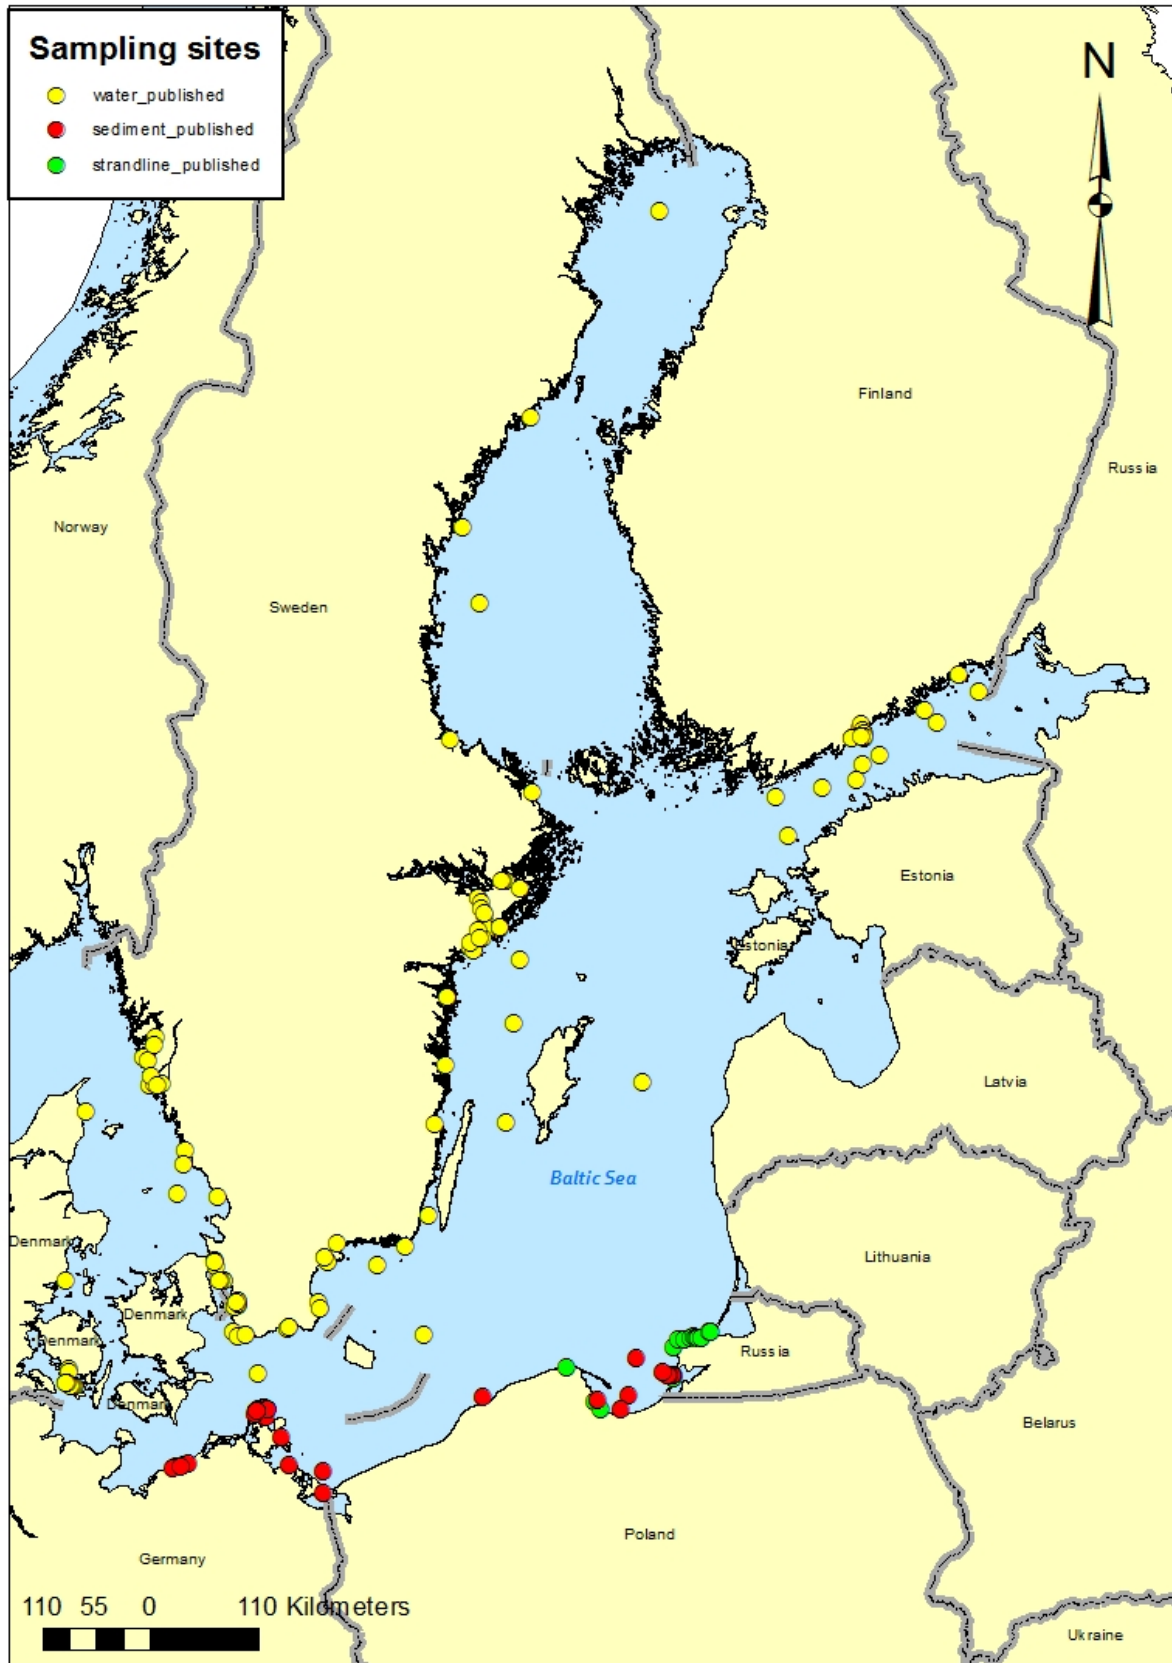 Sampling sites
water_published
sediment_published
strandline_published
N
Finland
Russia
Norway
Sweden
Estonia
Estonia
Latvia
Baltic Sea
Denmark
Lithuania
Denmark
Denmark
Russia
Denmark
Belarus
Poland
Germany
110 55 0 110 Kilometers
Ukraine